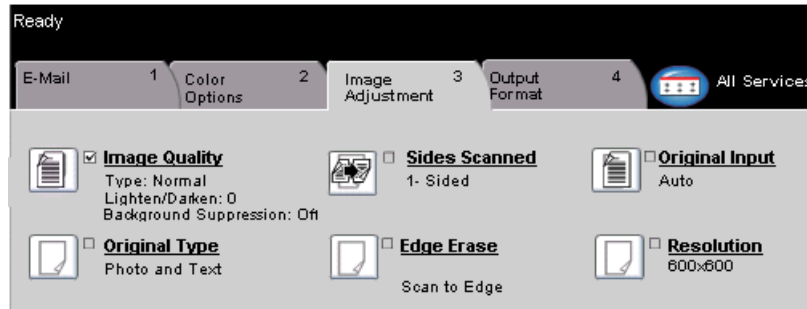 Ready
E-Mail 1
Color Options 2
Image Adjustment 3
Output Format 4
All Services
Image Quality
Type: Normal
Lighten/Darken: 0
Background Suppression: Off
Sides Scanned
1- Sided
Original Input
Auto
Original Type
Photo and Text
Edge Erase
Scan to Edge
Resolution
600x600